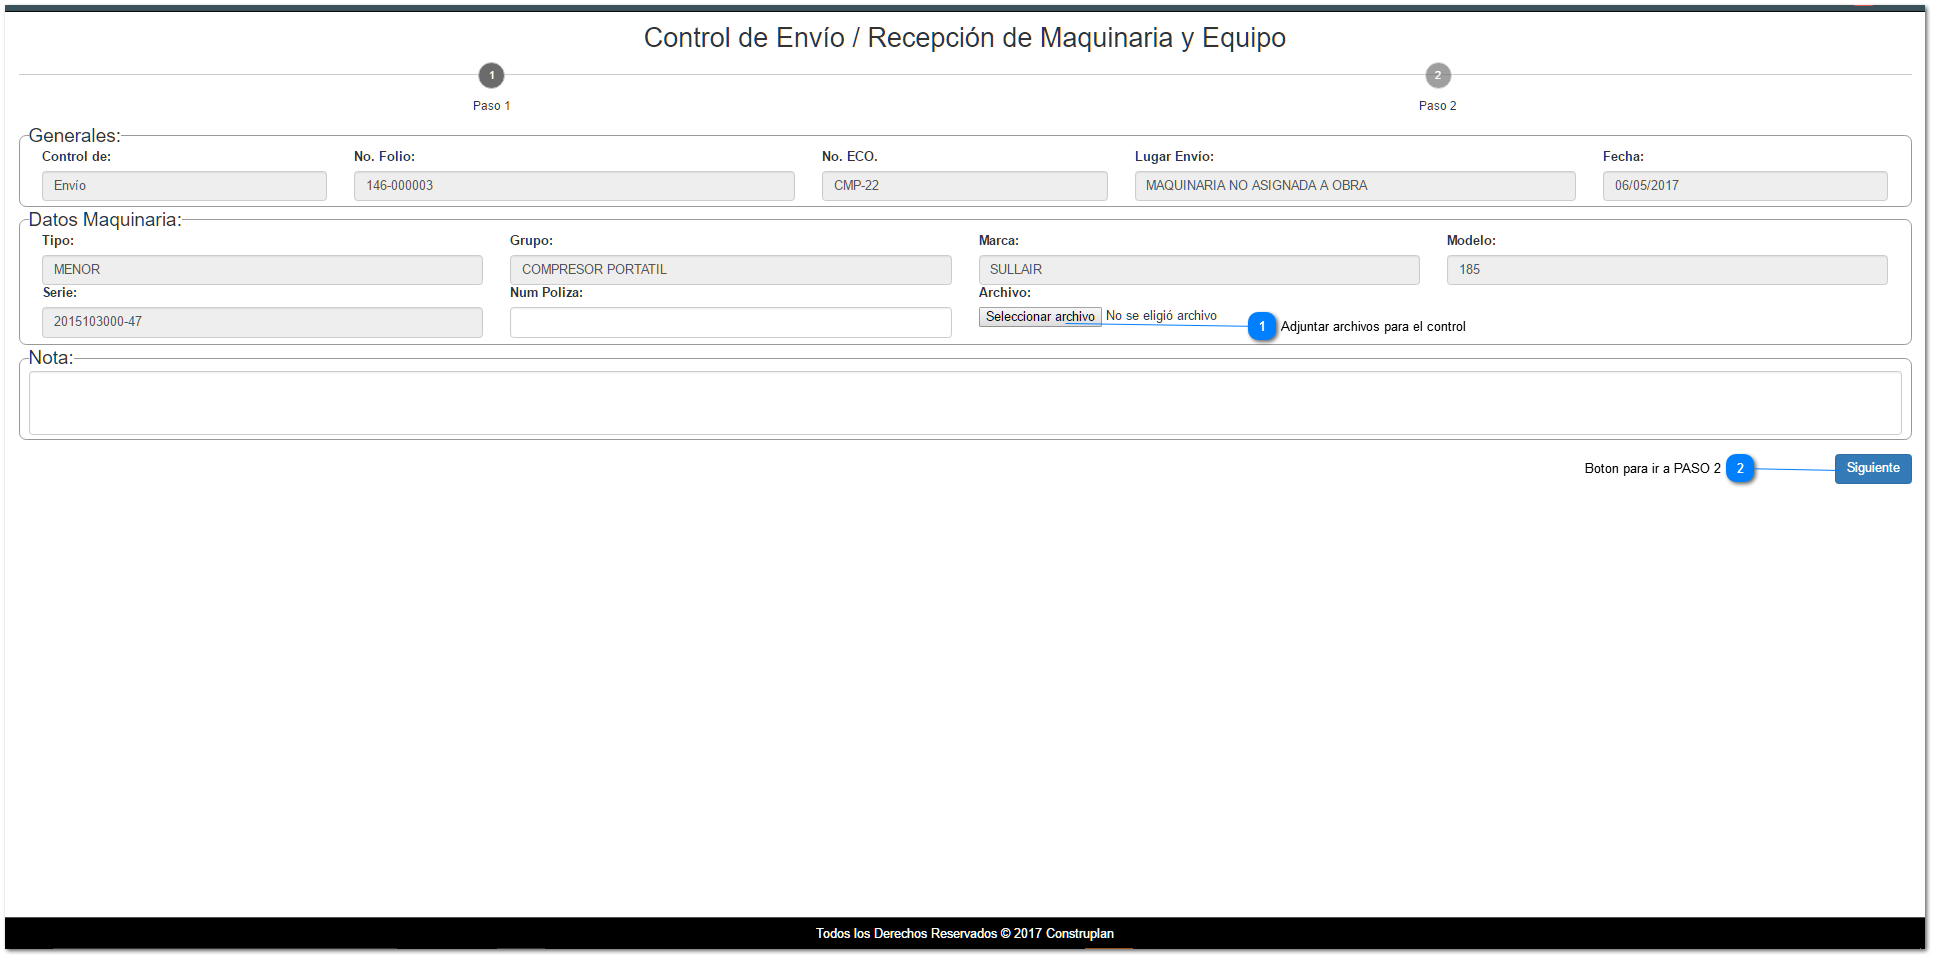 Control de Envío / Recepción de Maquinaria y Equipo
1 2
Paso 1 Paso 2
Generales:
Control de: No. Folio: No. ECO. Lugar Envío: Fecha:
Envío 146-000003 CMP-22 MAQUINARIA NO ASIGNADA A OBRA 06/05/2017
Datos Maquinaria:
Tipo: Grupo: Marca: Modelo:
MENOR COMPRESOR PORTATIL SULLAIR 185
Serie: Num Poliza: Archivo:
2015103000-47 Seleccionar archivo No se eligió archivo 1 Adjuntar archivos para el control
Nota:
Boton para ir a PASO 2 2 Siguiente
Todos los Derechos Reservados © 2017 Construplan